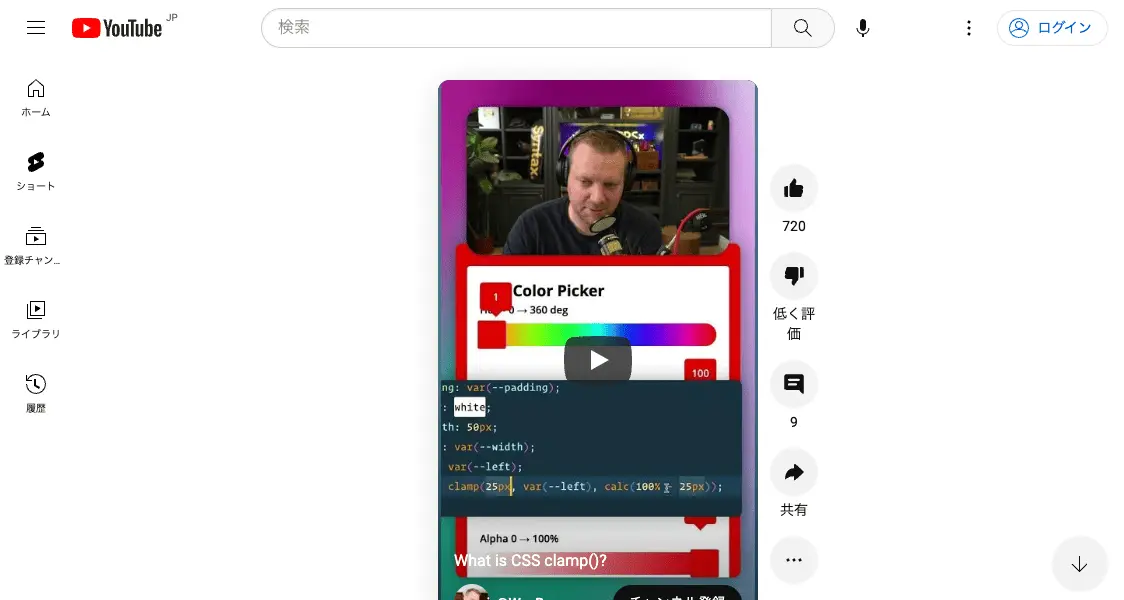 YouTube JP
検索
ログイン
ホーム
ショート
登録チャン...
ライブラリ
履歴
Syntax.
1
Color Picker
0 → 360 deg
100
ng: var(--padding);
: white;
th: 50px;
: var(--width);
var(--left);
clamp(25px, var(--left), calc(100% - 25px));
Alpha 0 → 100%
What is CSS clamp()?
720
低く評
価
9
共有